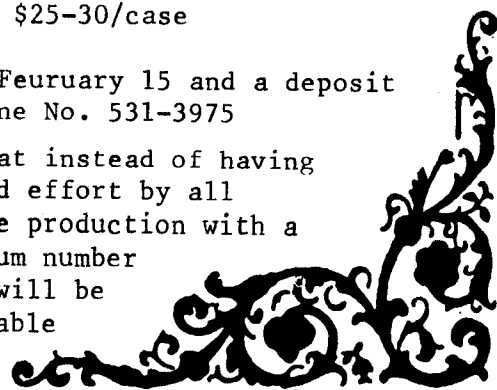 $25-30/case
Feuruary 15 and a deposit
ne No. 531-3975
at instead of having
d effort by all
e production with a
um number
will be
able